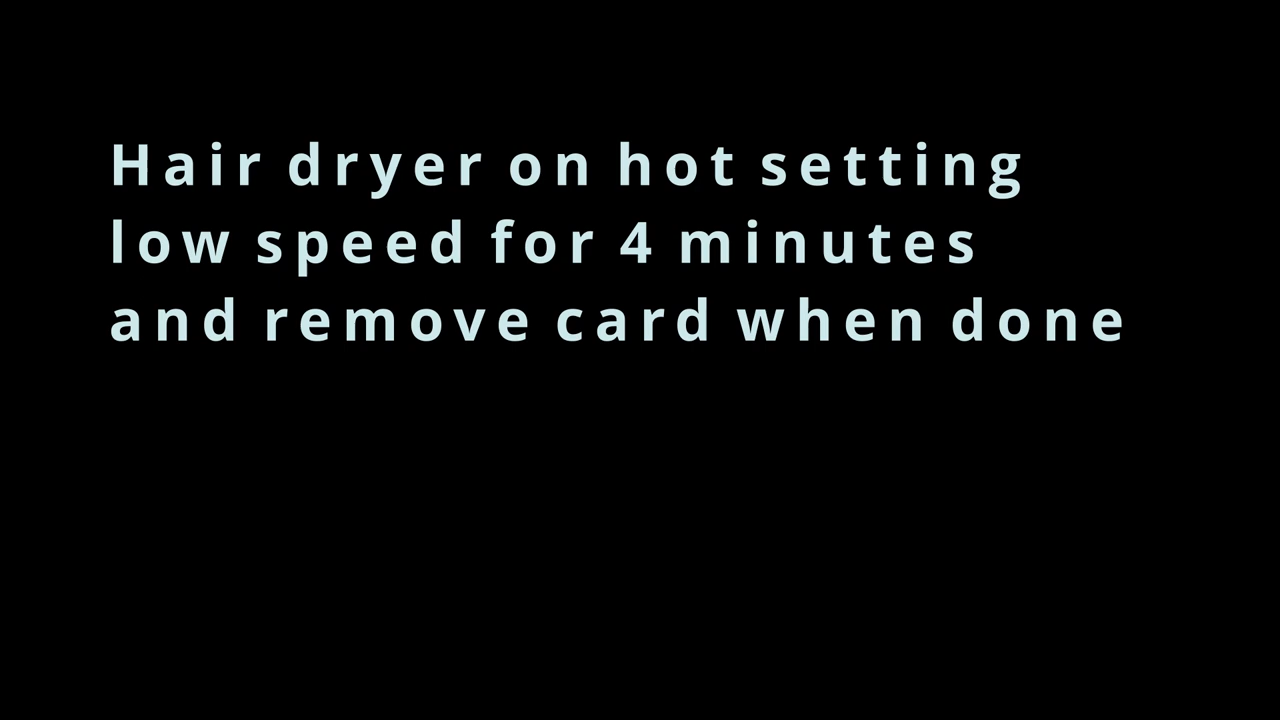 Hair dryer on hot setting
low speed for 4 minutes
and remove card when done